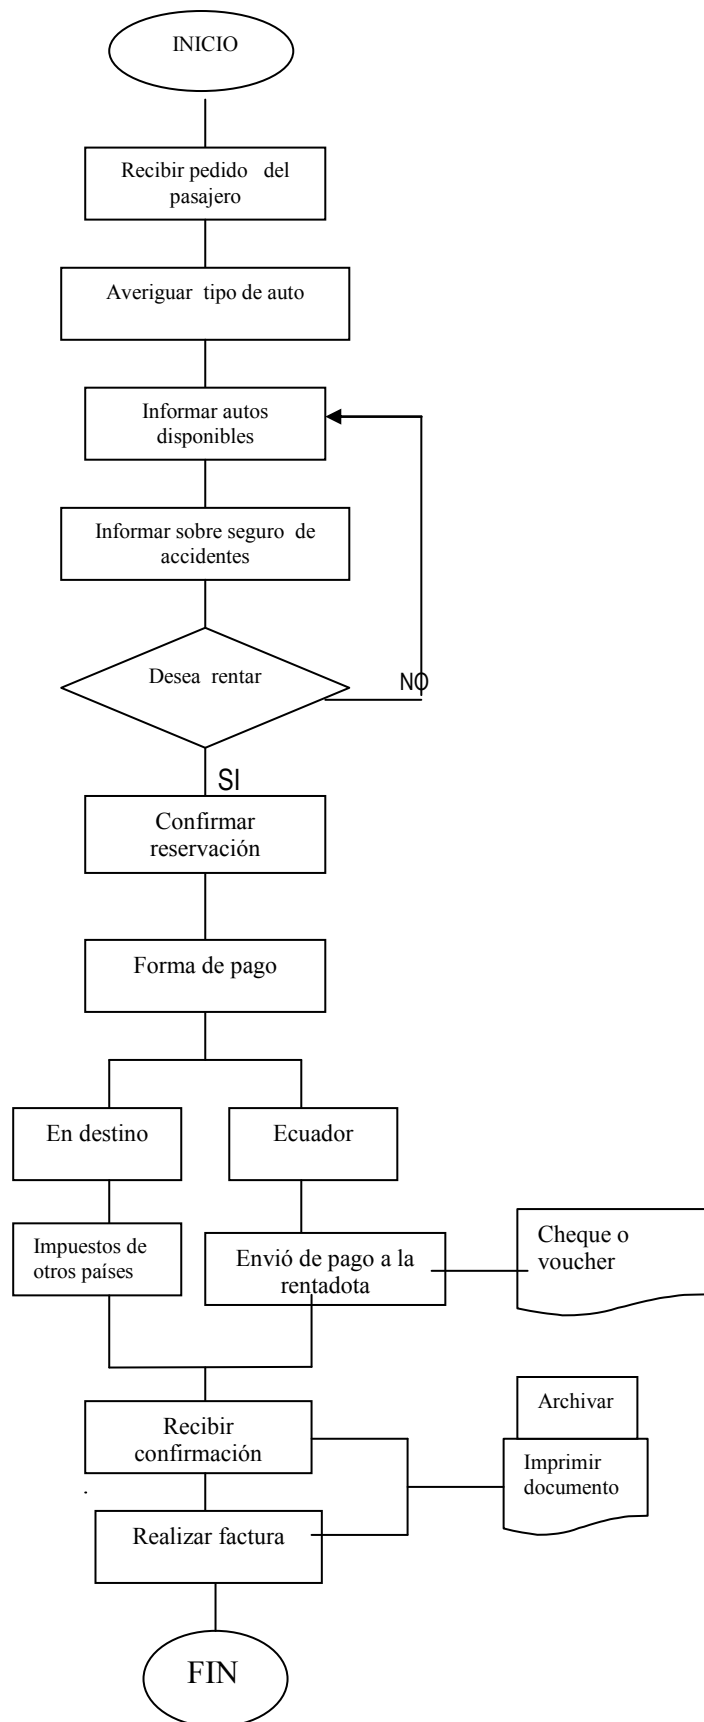 INICIO
Recibir pedido del
pasajero
Averiguar tipo de auto
Informar autos
disponibles
Informar sobre seguro de
accidentes
Desea rentar
NO
SI
Confirmar
reservación
Forma de pago
En destino
Ecuador
Impuestos de
otros países
Envió de pago a la
rentadota
Cheque o
voucher
Recibir
confirmación
Archivar
Imprimir
documento
.
Realizar factura
FIN